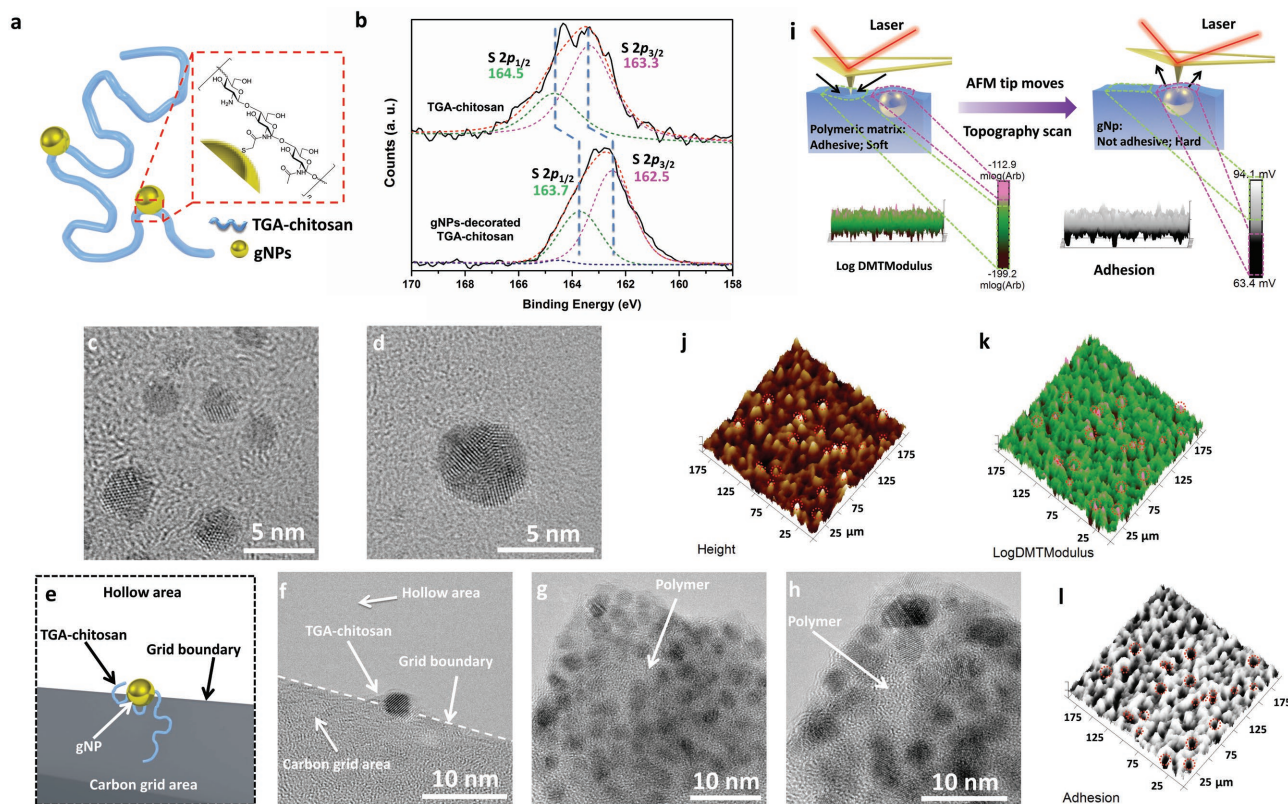 a
HO
OH
O
H₂N
NH
S
n
TGA-chitosan
gNPs
b
S 2p1/2
164.5
S 2p3/2
163.3
TGA-chitosan
S 2p1/2
163.7
S 2p3/2
162.5
gNPs-decorated
TGA-chitosan
Counts (a. u.)
170 168 166 164 162 160 158
Binding Energy (eV)
i
Laser
Laser
AFM tip moves
Topography scan
Polymeric matrix:
Adhesive; Soft
gNp:
Not adhesive; Hard
-112.9
mlog(Arb)
94.1 mV
Log DMTModulus
-199.2
mlog(Arb)
Adhesion
63.4 mV
c
5 nm
d
5 nm
j
175
125
75
25
175
125
75
25 µm
Height
k
175
125
75
25
175
125
75
25 µm
LogDMTModulus
e
Hollow area
TGA-chitosan
Grid boundary
gNP
Carbon grid area
f
Hollow area
TGA-chitosan
Grid boundary
Carbon grid area
10 nm
g
Polymer
10 nm
h
Polymer
10 nm
l
175
125
75
25
175
125
75
25 µm
Adhesion